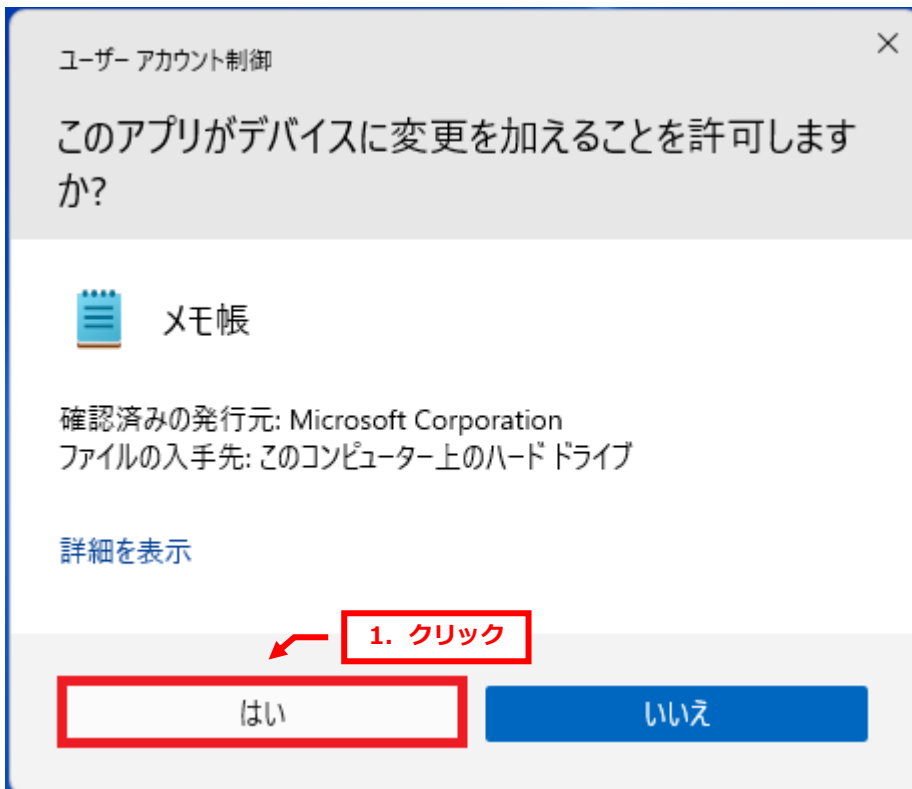 ユーザー アカウント制御
このアプリがデバイスに変更を加えることを許可します
か?
メモ帳
確認済みの発行元: Microsoft Corporation
ファイルの入手先: このコンピューター上のハード ドライブ
詳細を表示
1. クリック
はい
いいえ